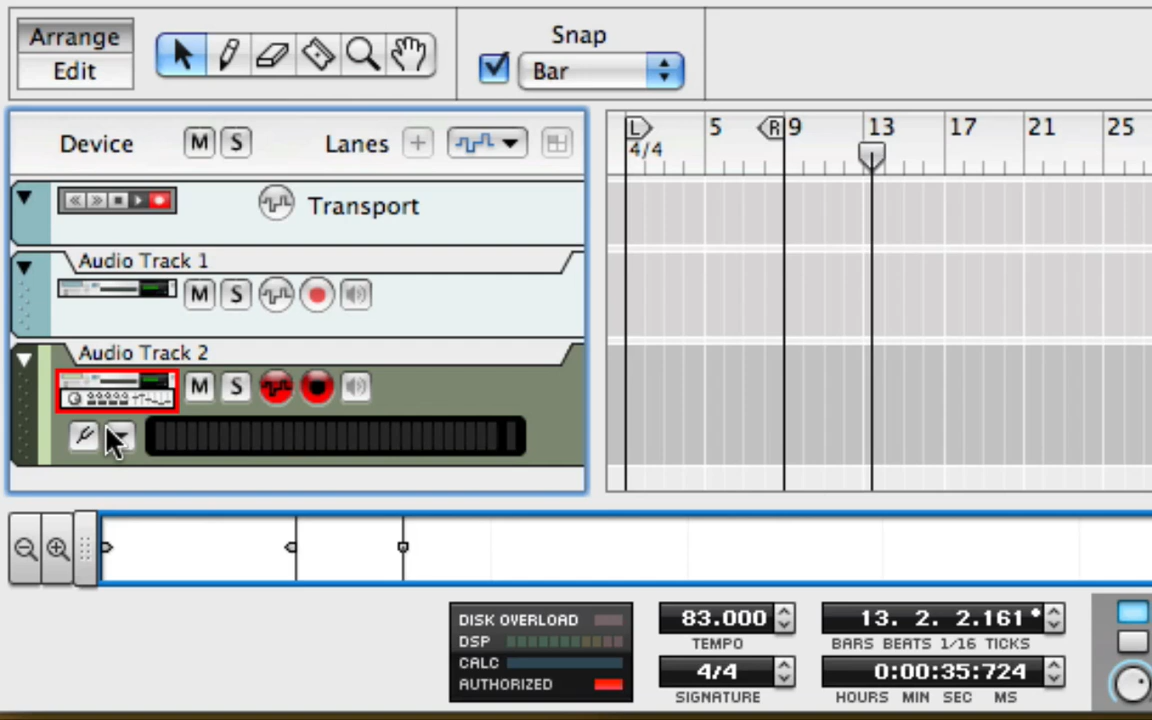 Arrange
Edit
Snap
Bar
Device M S Lanes
L 5 R 9 13 17 21 25
4/4
Transport
Audio Track 1
M S
Audio Track 2
M S
DISK OVERLOAD
DSP
CALC
AUTHORIZED
83.000
TEMPO
4/4
SIGNATURE
13. 2. 2.161 *
BARS BEATS 1/16 TICKS
0:00:35:724
HOURS MIN SEC MS